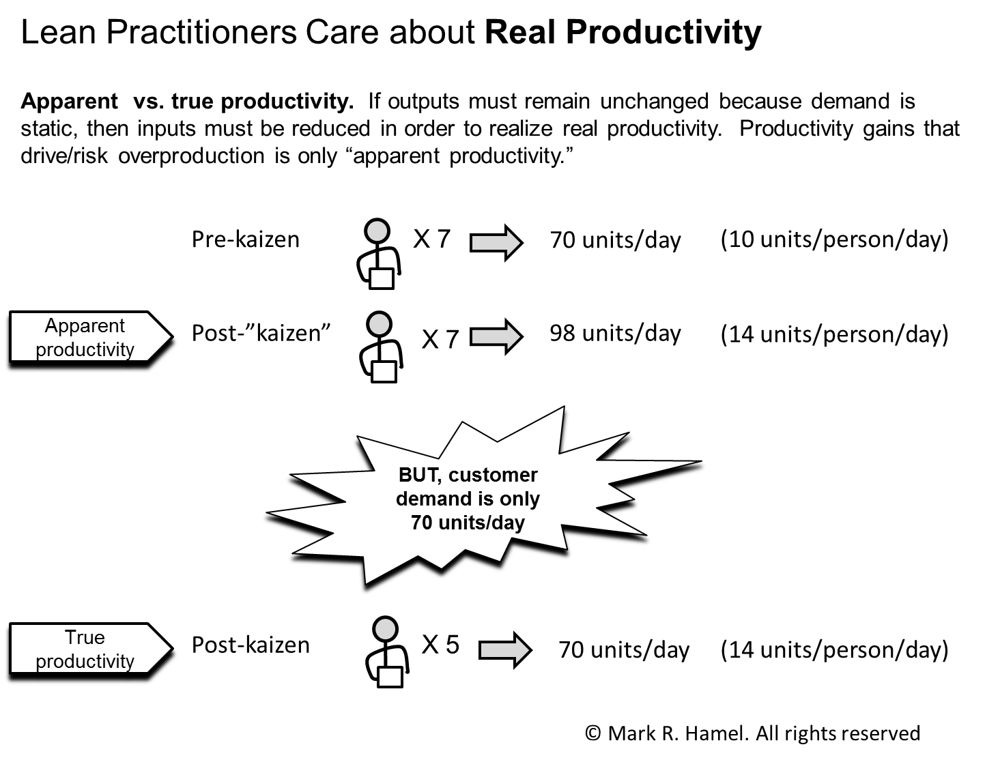 Lean Practitioners Care about Real Productivity
Apparent vs. true productivity. If outputs must remain unchanged because demand is
static, then inputs must be reduced in order to realize real productivity. Productivity gains that
drive/risk overproduction is only “apparent productivity.”
Pre-kaizen X 7 70 units/day (10 units/person/day)
Apparent
productivity
Post-”kaizen” X 7 98 units/day (14 units/person/day)
BUT, customer
demand is only
70 units/day
True
productivity
Post-kaizen X 5 70 units/day (14 units/person/day)
© Mark R. Hamel. All rights reserved